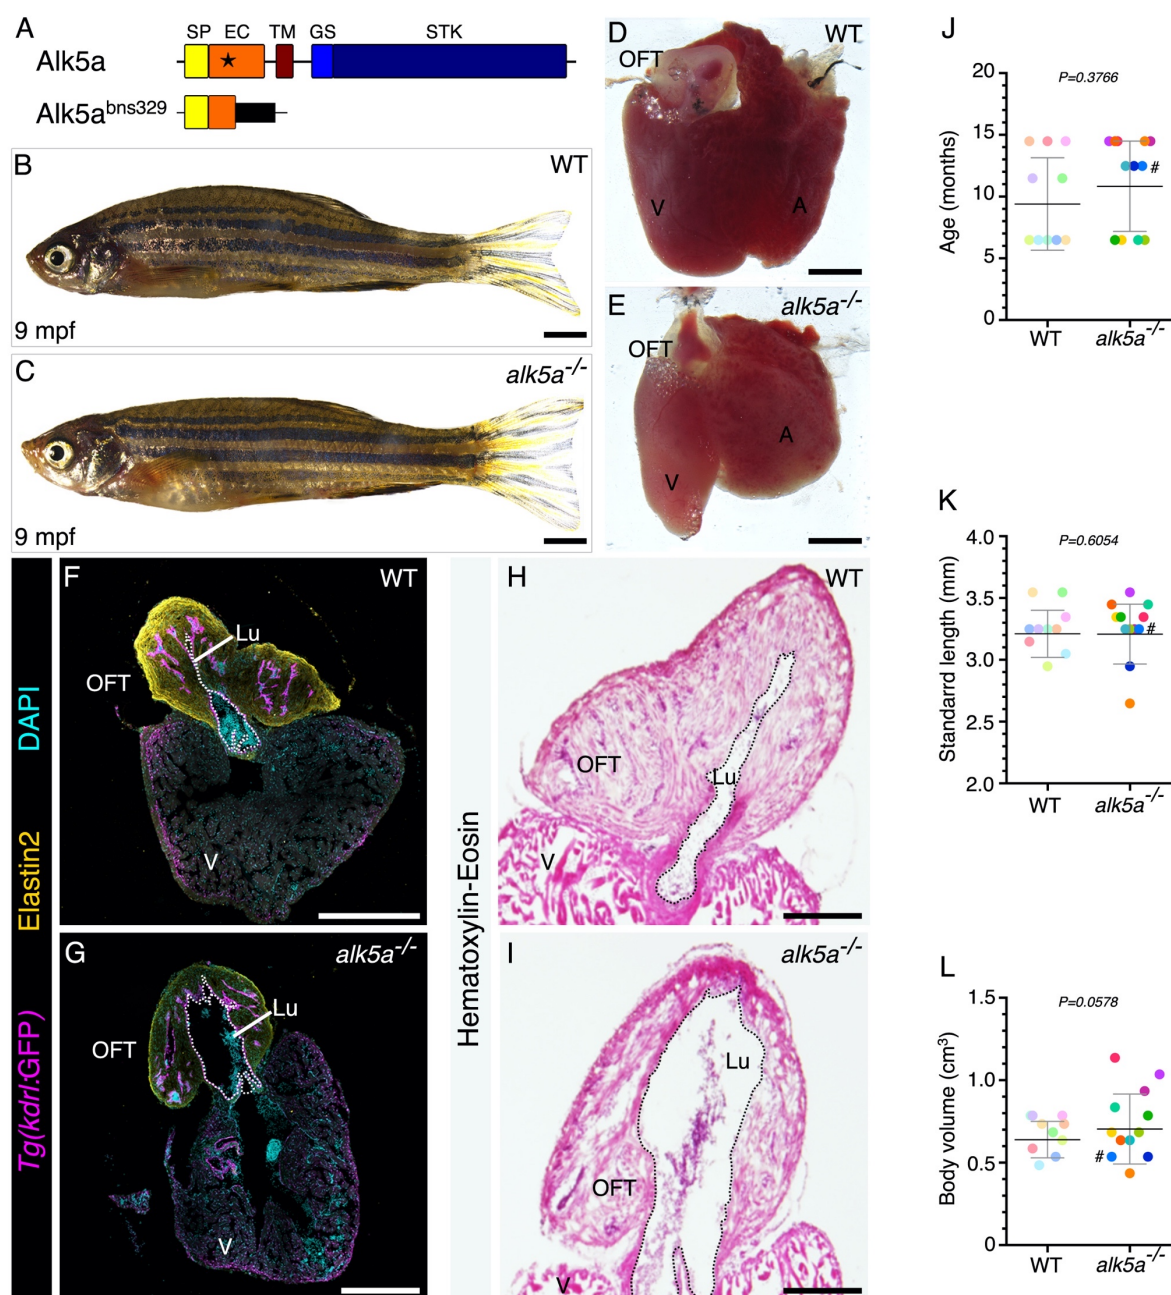 A
SP EC TM GS STK
Alk5a
Alk5abns329
B
WT
9 mpf
C
alk5a-/-
9 mpf
D
WT
OFT
V
A
E
alk5a-/-
OFT
A
V
Tg(kdrl:GFP) Elastin2 DAPI
F
WT
Lu
OFT
V
G
alk5a-/-
Lu
OFT
V
Hematoxylin-Eosin
H
WT
OFT
Lu
V
I
alk5a-/-
Lu
OFT
V
J
P=0.3766
Age (months)
20
15
10
5
0
#
WT
alk5a-/-
K
P=0.6054
Standarrd length (mm)
4.0
3.5
3.0
2.5
2.0
#
WT
alk5a-/-
L
P=0.0578
Body volume (cm3)
1.5
1.0
0.5
0
#
WT
alk5a-/-